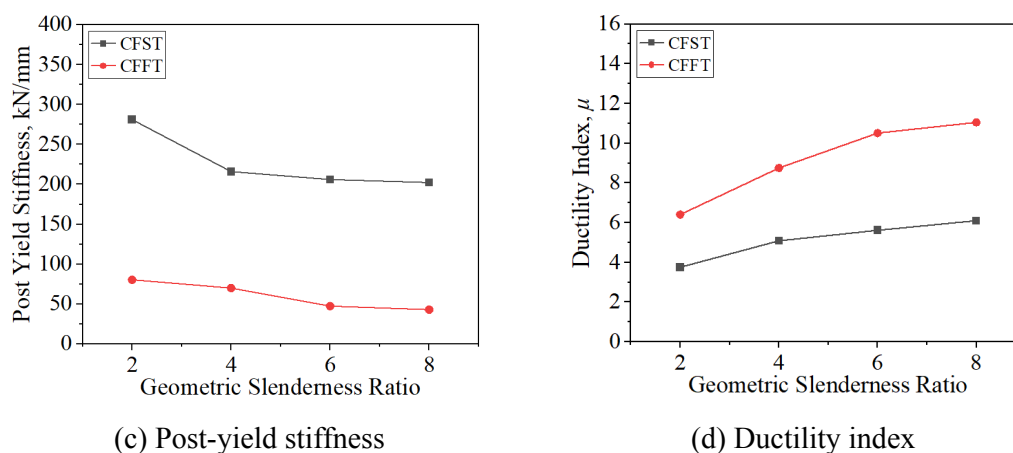 400
350
300
250
200
150
100
50
0
Post Yield Stiffness, kN/mm
CFST
CFFT
2 4 6 8
Geometric Slenderness Ratio
(c) Post-yield stiffness
16
14
12
10
8
6
4
2
0
Ductility Index, μ
CFST
CFFT
2 4 6 8
Geometric Slenderness Ratio
(d) Ductility index